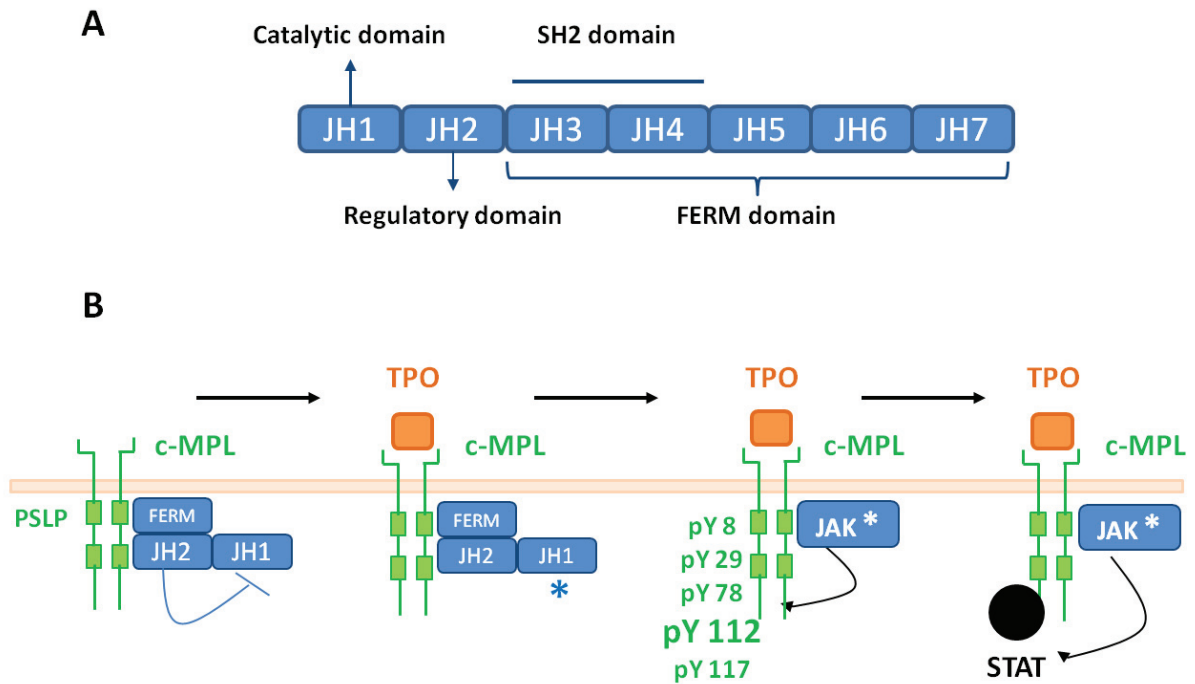 A
Catalytic domain SH2 domain
JH1 JH2 JH3 JH4 JH5 JH6 JH7
Regulatory domain FERM domain
B
TPO TPO TPO
c-MPL c-MPL c-MPL c-MPL
PSLP FERM FERM pY 8 JAK * JAK *
JH2 JH1 JH2 JH1 pY 29
* pY 78
pY 112
pY 117 STAT